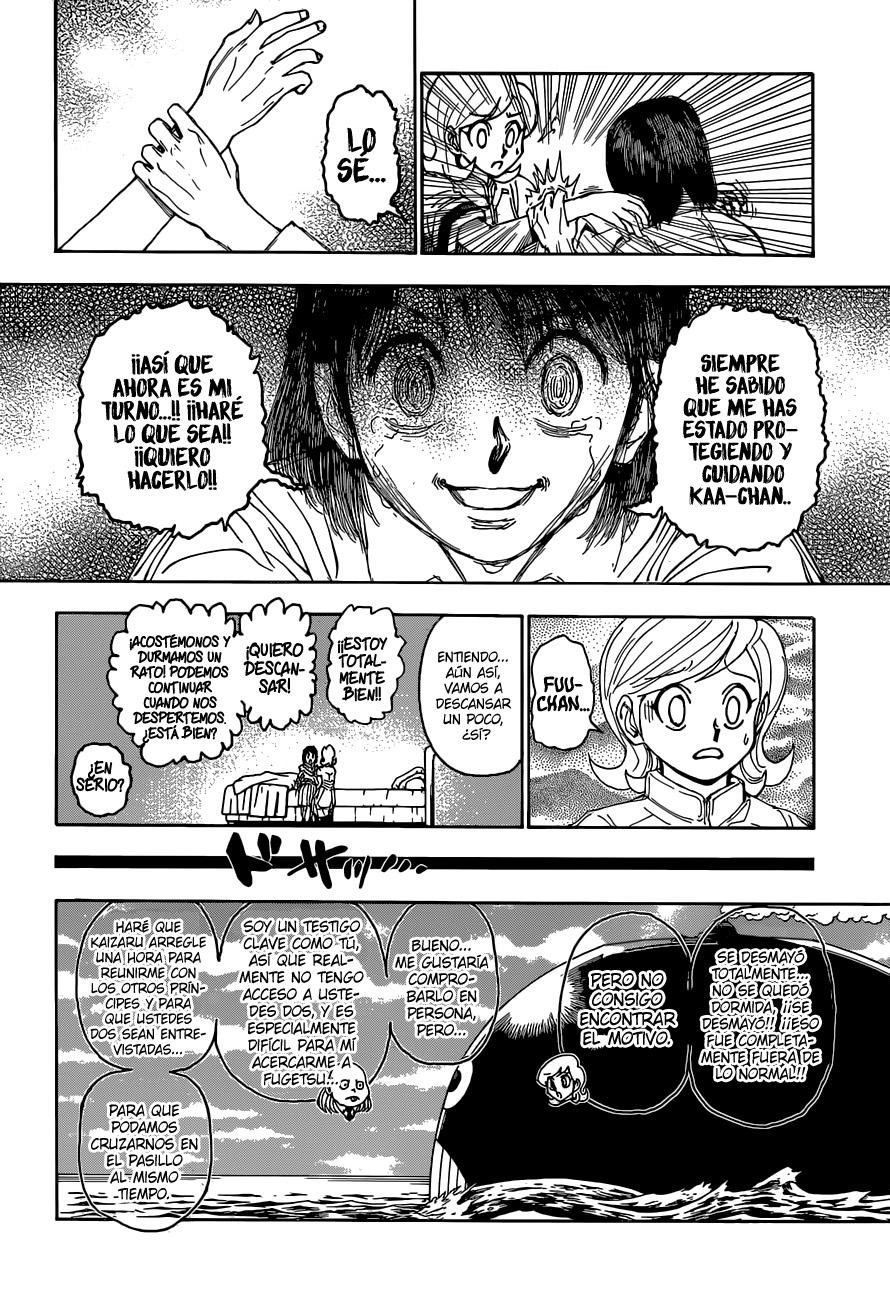 LO
SÉ...
SIEMPRE
HE SABIDO
QUE ME HAS
ESTADO PRO-
TEGIENDO Y
CUIDANDO
KAA-CHAN..
¡¡ASÍ QUE
AHORA ES MI
TURNO...!! ¡¡HARÉ
LO QUE SEA!!
¡¡QUIERO
HACERLO!!
FUU-
CHAN...
ENTIENDO...
AÚN ASÍ,
VAMOS A
DESCANSAR
UN POCO,
¿SÍ?
¡¡ESTOY
TOTAL-
MENTE
BIEN!!
¡QUIERO
DESCAN-
SAR!
¡ACOSTÉMONOS Y
DURMAMOS UN
RATO! PODEMOS
CONTINUAR
CUANDO NOS
DESPERTEMOS.
¿ESTÁ BIEN?
¿EN
SERIO?
ドサッ...
SE DESMAYÓ
TOTALMENTE...
NO SE QUEDÓ
DORMIDA, ¡¡SE
DESMAYÓ!! ¡¡ESO
FUE COMPLETA-
MENTE FUERA DE
LO NORMAL!!
PERO NO
CONSIGO
ENCONTRAR
EL MOTIVO.
BUENO...
ME GUSTARÍA
COMPRO-
BARLO EN
PERSONA,
PERO...
SOY UN TESTIGO
CLAVE COMO TÚ,
ASÍ QUE REAL-
MENTE NO TENGO
ACCESO A USTE-
DES DOS, Y ES
ESPECIALMENTE
DIFÍCIL PARA MÍ
ACERCARME A
FUGETSU...
HARÉ QUE
KAIZARU ARREGLE
UNA HORA PARA
REUNIRME CON
LOS OTROS PRÍN-
CIPES Y PARA
QUE USTEDES
DOS SEAN ENTRE-
VISTADAS...
PARA QUE
PODAMOS
CRUZARNOS EN
EL PASILLO
AL MISMO
TIEMPO.